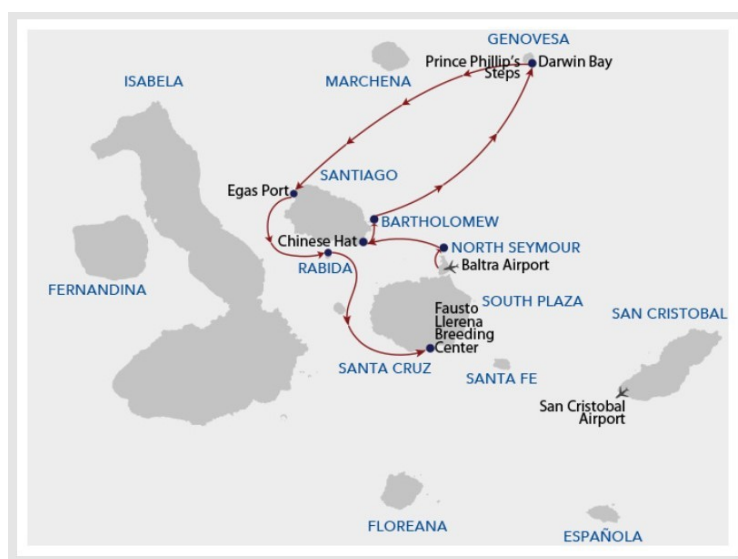 GENOVESA
Prince Phillip's
Steps
Darwin Bay
MARCHENA
ISABELA
SANTIAGO
Egas Port
BARTHOLOMEW
Chinese Hat
NORTH SEYMOUR
RABIDA
Baltra Airport
FERNANDINA
SOUTH PLAZA
Fausto
Llerena
Breeding
Center
SAN CRISTOBAL
SANTA CRUZ
SANTA FE
San Cristobal
Airport
FLOREANA
ESPAÑOLA